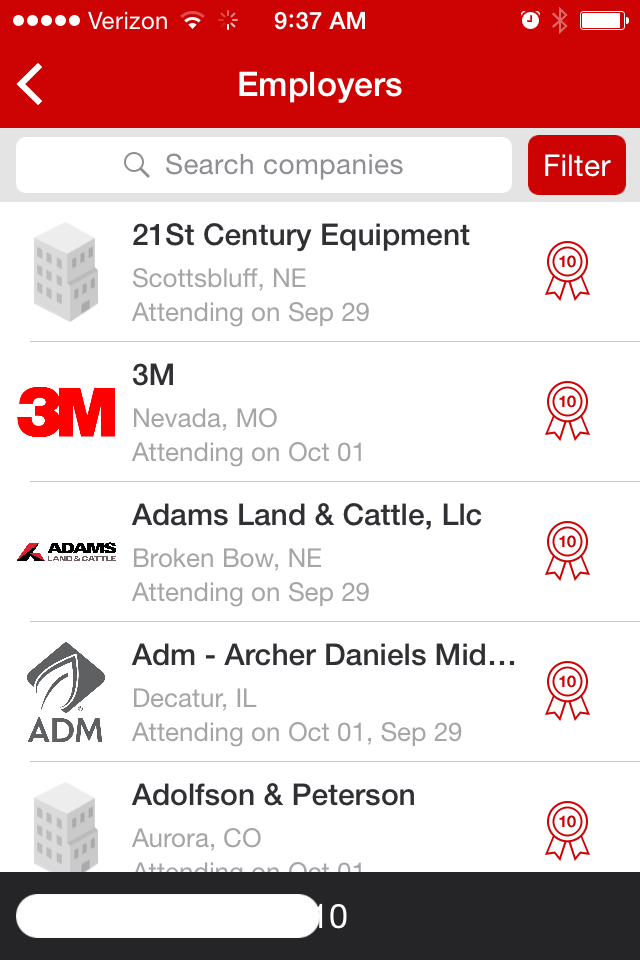 Verizon 9:37 AM
Employers
Search companies Filter
21St Century Equipment
Scottsbluff, NE
Attending on Sep 29
10
3M
3M
Nevada, MO
Attending on Oct 01
10
Adams Land & Cattle, Llc
ADAMS
LAND & CATTLE
Broken Bow, NE
Attending on Sep 29
10
Adm - Archer Daniels Mid...
ADM
Decatur, IL
Attending on Oct 01, Sep 29
10
Adolfson & Peterson
Aurora, CO
Attending on Oct 01
10
10